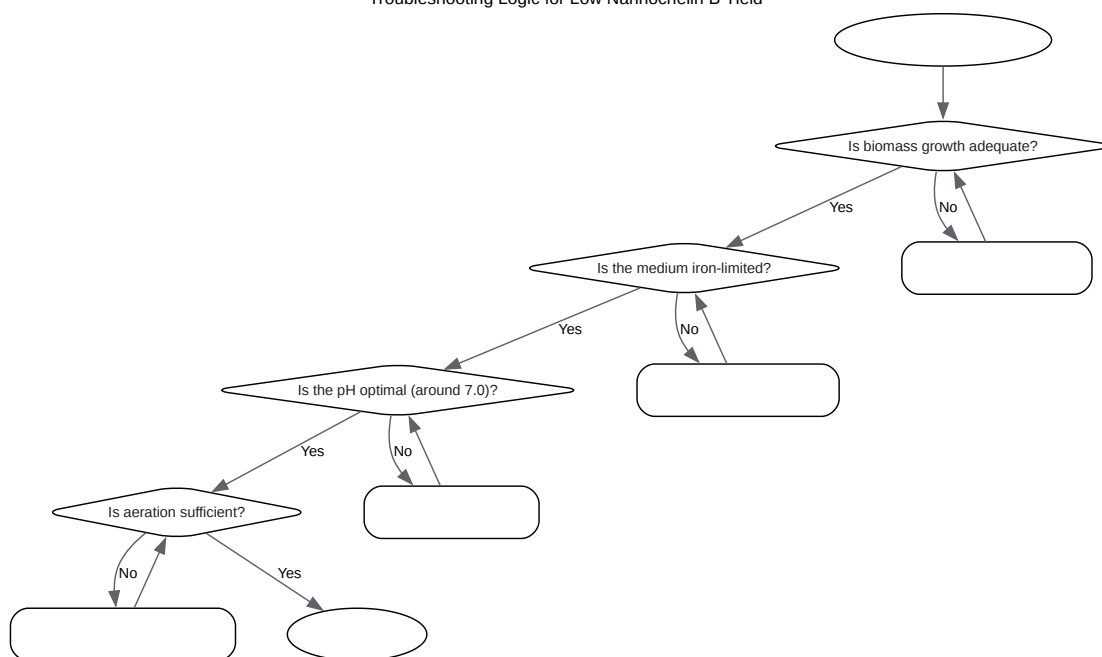 Troubleshooting Logic for Low Nannochelin B Yield
Is biomass growth adequate?
Yes
No
Is the medium iron-limited?
Yes
No
Is the pH optimal (around 7.0)?
Yes
No
Is aeration sufficient?
No
Yes